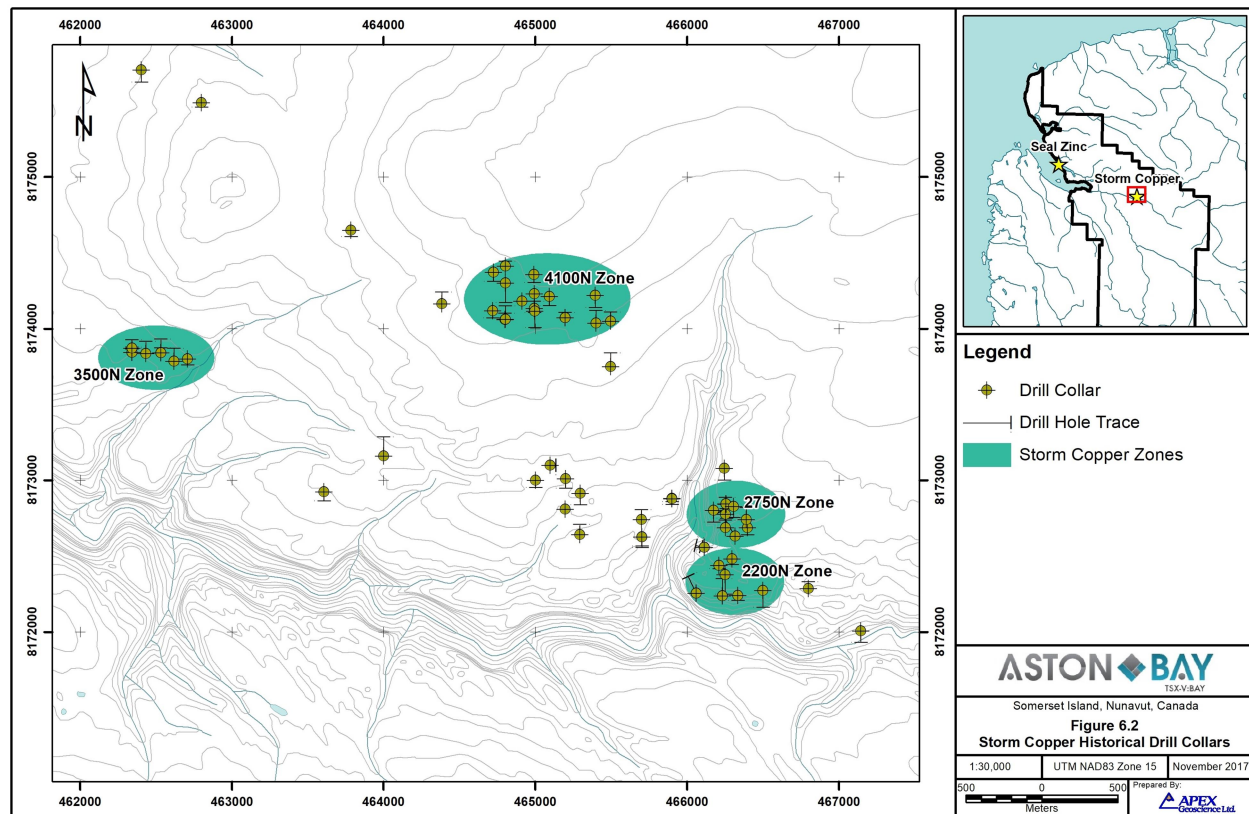 462000 463000 464000 465000 466000 467000
8175000
8174000
8173000
8172000
N
4100N Zone
3500N Zone
2750N Zone
2200N Zone
8175000
8174000
8173000
8172000
462000 463000 464000 465000 466000 467000
Seal Zinc
Storm Copper
Legend
Drill Collar
Drill Hole Trace
Storm Copper Zones
ASTON BAY
TSX-V:BAY
Somerset Island, Nunavut, Canada
Figure 6.2
Storm Copper Historical Drill Collars
1:30,000 UTM NAD83 Zone 15 November 2017
500 0 500
Meters
Prepared By:
APEX
Geoscience Ltd.